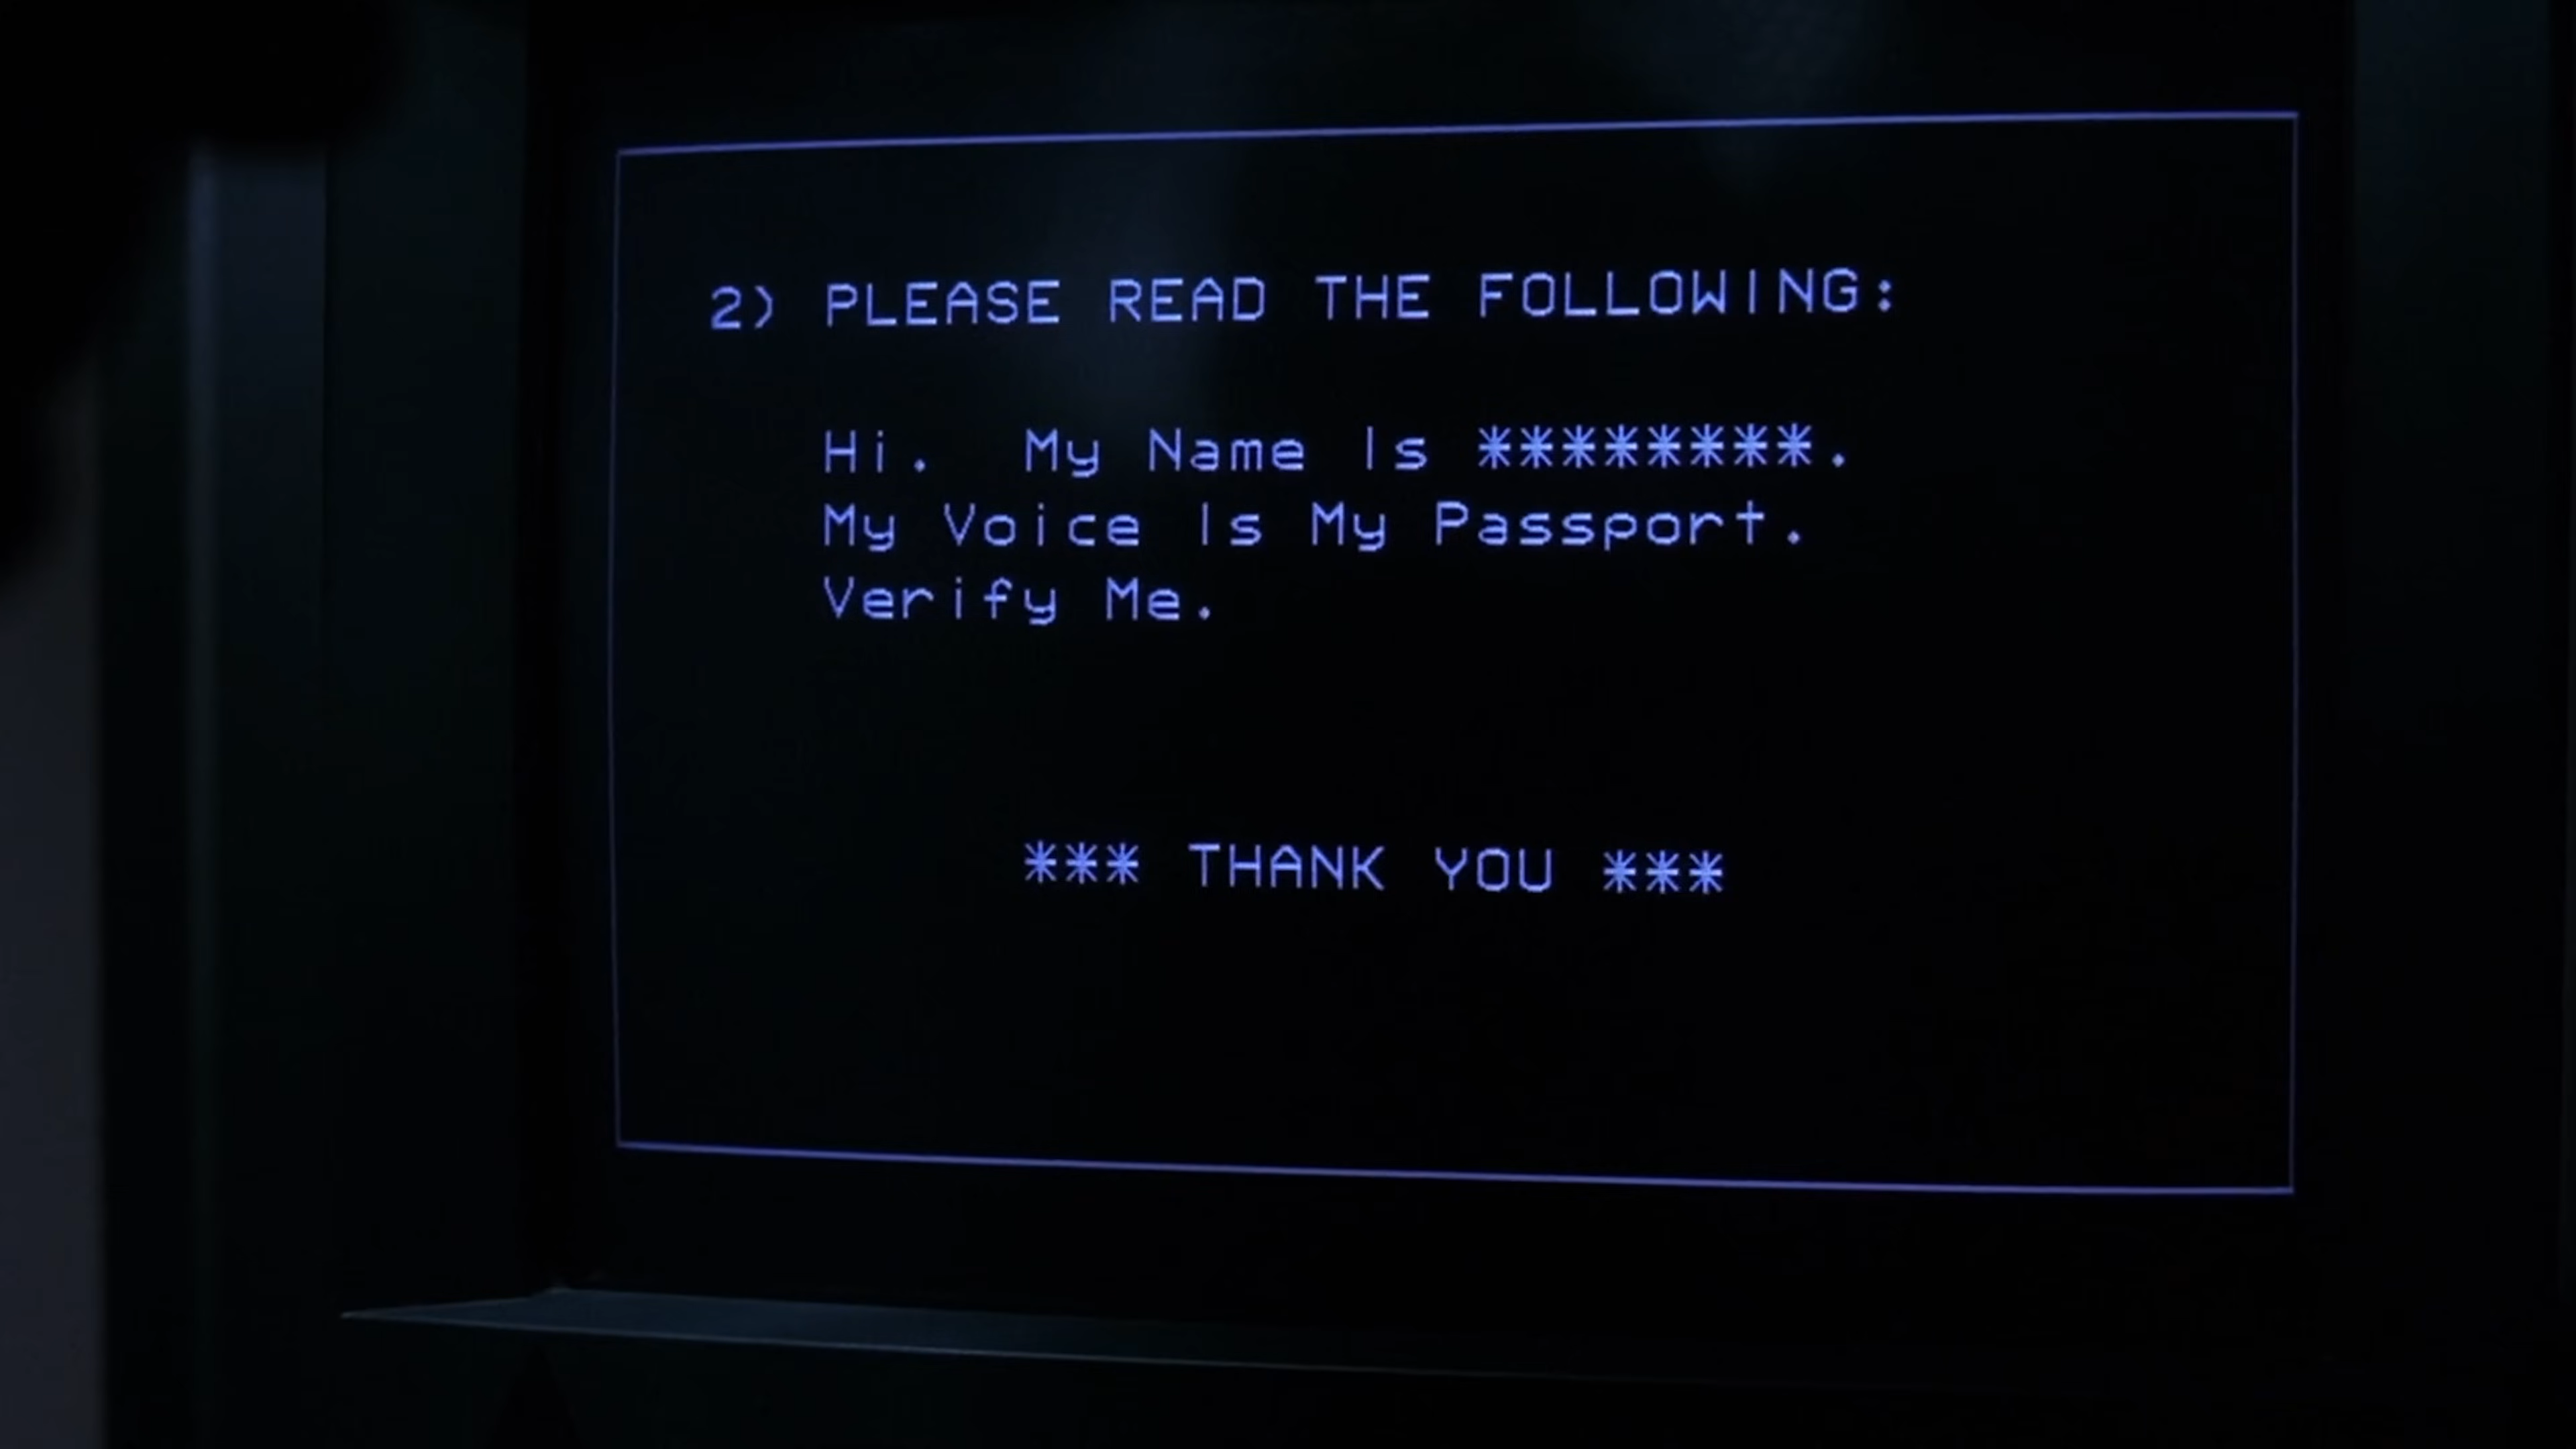 2) PLEASE READ THE FOLLOWING:
Hi.  My Name Is ********.
My Voice Is My Passport.
Verify Me.
*** THANK YOU ***